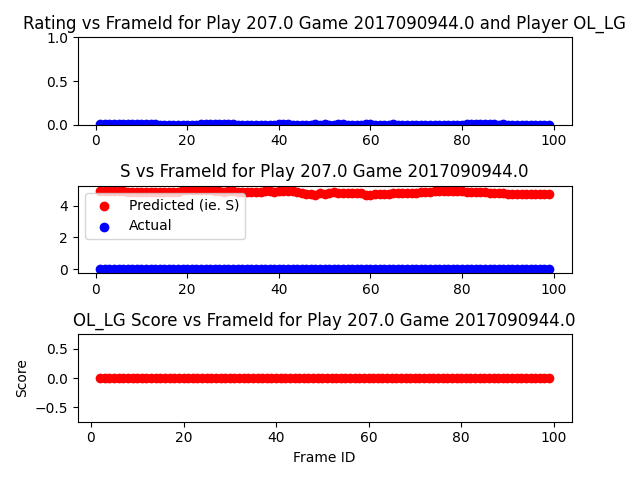 Rating vs FrameId for Play 207.0 Game 2017090944.0 and Player OL_LG
1.0
0.5
0.0
0 20 40 60 80 100
S vs FrameId for Play 207.0 Game 2017090944.0
4
2
0
Predicted (ie. S)
Actual
0 20 40 60 80 100
OL_LG Score vs FrameId for Play 207.0 Game 2017090944.0
Score
0.5
0.0
−0.5
0 20 40 60 80 100
Frame ID